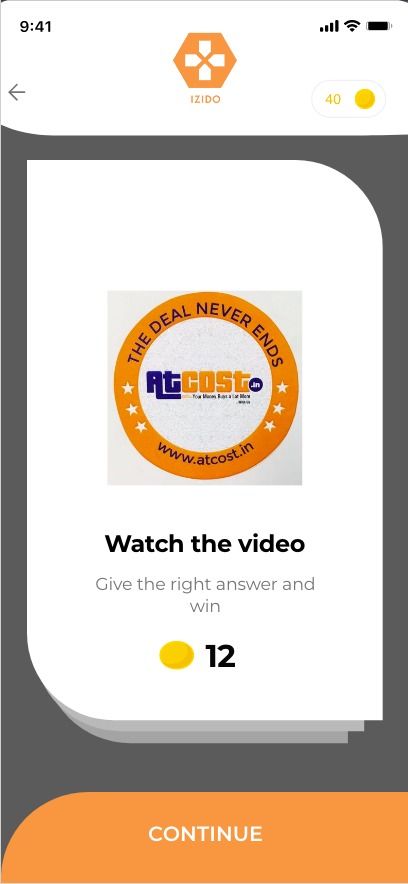 9:41
IZIDO
40
THE DEAL NEVER ENDS
Atcost.in
Your Money Buys a Lot More
www.atcost.in
Watch the video
Give the right answer and
win
12
CONTINUE